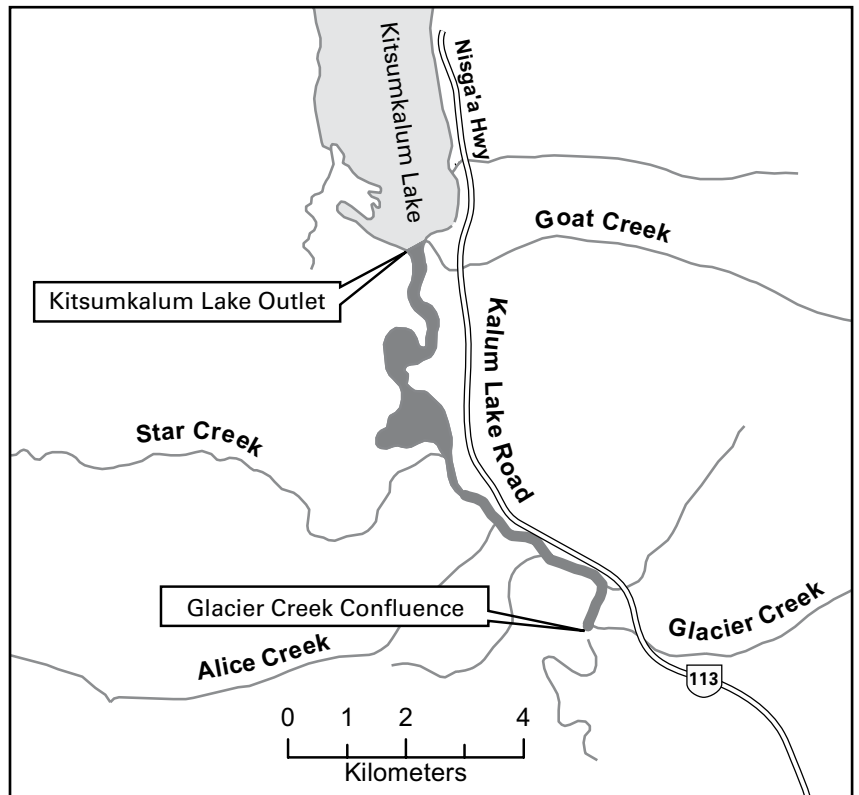 Kitsumkalum Lake
Nisga'a Hwy
Goat Creek
Kitsumkalum Lake Outlet
Kalum Lake Road
Star Creek
Glacier Creek Confluence
Glacier Creek
Alice Creek
113
0 1 2 4
Kilometers